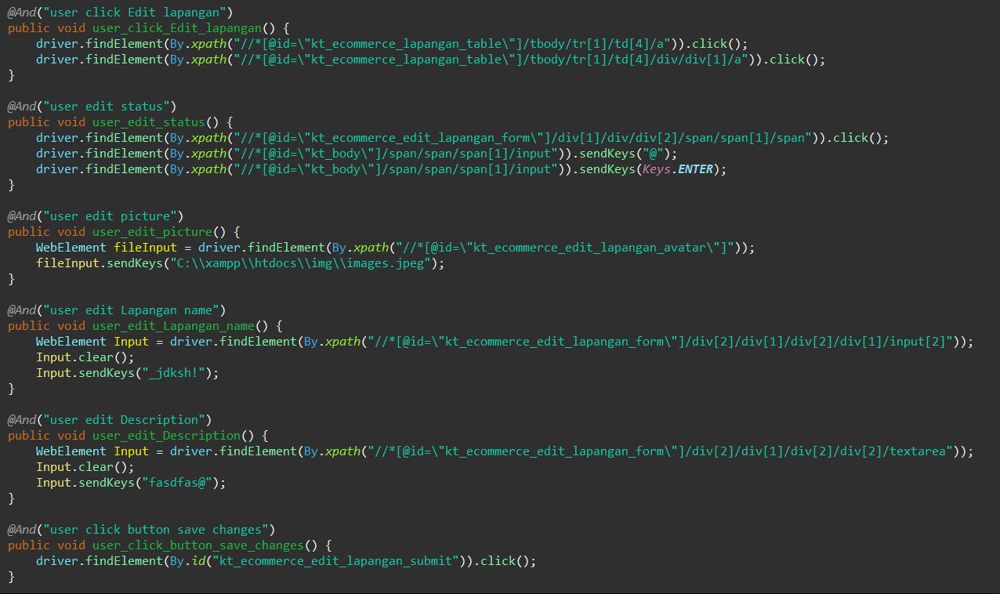 @And("user click Edit lapangan")
public void user_click_Edit_lapangan() {
    driver.findElement(By.xpath("//*[@id=\"kt_ecommerce_lapangan_table\"]/tbody/tr[1]/td[4]/a")).click();
    driver.findElement(By.xpath("//*[@id=\"kt_ecommerce_lapangan_table\"]/tbody/tr[1]/td[4]/div/div[1]/a")).click();
}

@And("user edit status")
public void user_edit_status() {
    driver.findElement(By.xpath("//*[@id=\"kt_ecommerce_edit_lapangan_form\"]/div[1]/div/div[2]/span/span[1]/span")).click();
    driver.findElement(By.xpath("//*[@id=\"kt_body\"]/span/span/span[1]/input")).sendKeys("@");
    driver.findElement(By.xpath("//*[@id=\"kt_body\"]/span/span/span[1]/input")).sendKeys(Keys.ENTER);
}

@And("user edit picture")
public void user_edit_picture() {
    WebElement fileInput = driver.findElement(By.xpath("//*[@id=\"kt_ecommerce_edit_lapangan_avatar\"]"));
    fileInput.sendKeys("C:\\xampp\\htdocs\\img\\images.jpeg");
}

@And("user edit Lapangan name")
public void user_edit_Lapangan_name() {
    WebElement Input = driver.findElement(By.xpath("//*[@id=\"kt_ecommerce_edit_lapangan_form\"]/div[2]/div[1]/div[2]/div[1]/input[2]"));
    Input.clear();
    Input.sendKeys("_jdksh!");
}

@And("user edit Description")
public void user_edit_Description() {
    WebElement Input = driver.findElement(By.xpath("//*[@id=\"kt_ecommerce_edit_lapangan_form\"]/div[2]/div[1]/div[2]/div[2]/textarea"));
    Input.clear();
    Input.sendKeys("fasdfas@");
}

@And("user click button save changes")
public void user_click_button_save_changes() {
    driver.findElement(By.id("kt_ecommerce_edit_lapangan_submit")).click();
}